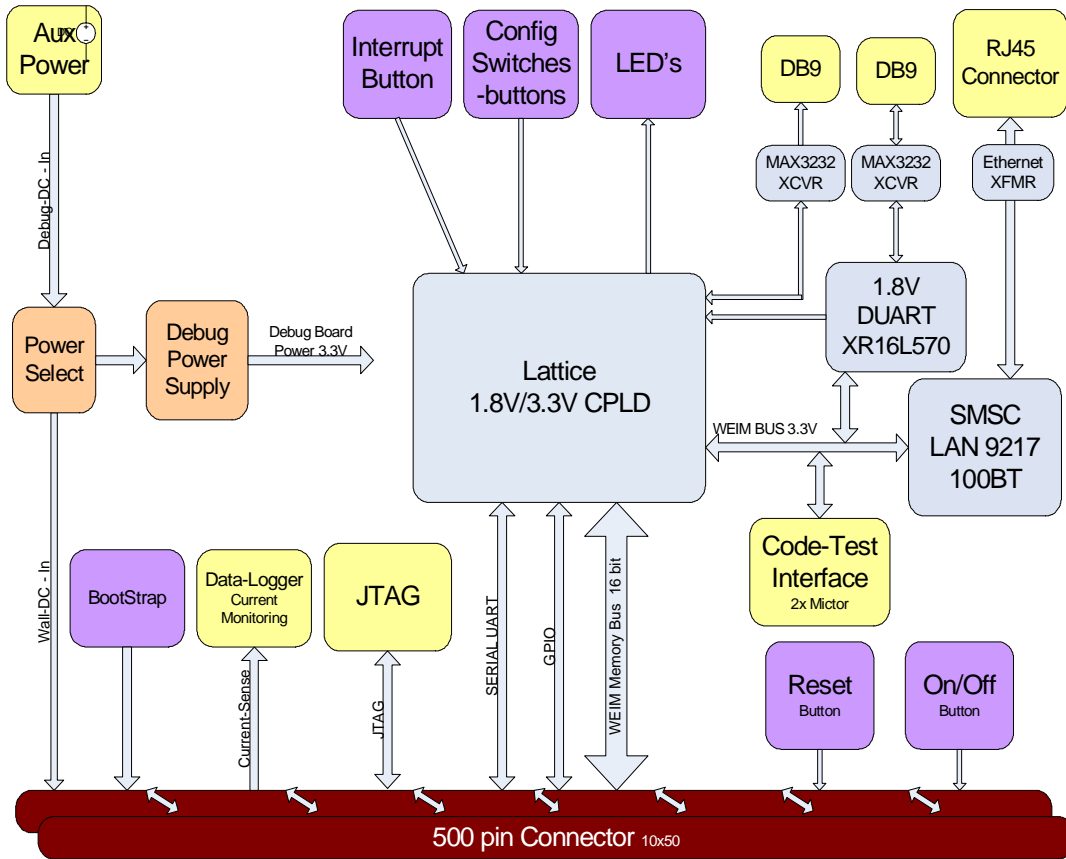 Aux
DC
Power
Interrupt
Button
Config
Switches
-buttons
LED's
DB9
DB9
RJ45
Connector
MAX3232
XCVR
MAX3232
XCVR
Ethernet
XFMR
Debug-DC - In
Power
Select
Debug
Power
Supply
Debug Board
Power 3.3V
Lattice
1.8V/3.3V CPLD
1.8V
DUART
XR16L570
WEIM BUS 3.3V
SMSC
LAN 9217
100BT
Code-Test
Interface
2x Mictor
Wall-DC - In
BootStrap
Data-Logger
Current
Monitoring
JTAG
Current-Sense
JTAG
SERIAL UART
GPIO
WEIM Memory Bus 16 bit
Reset
Button
On/Off
Button
500 pin Connector 10x50